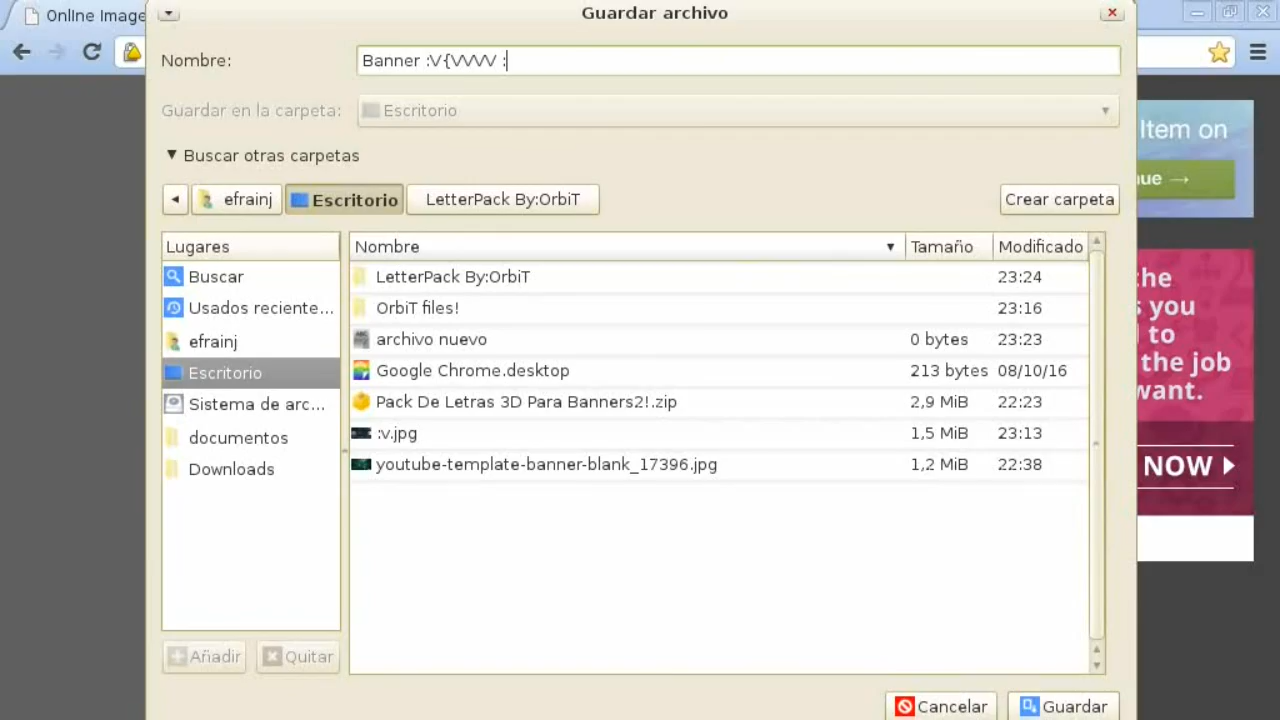 Guardar archivo
Online Image
Nombre: Banner :V{VVVV :
Guardar en la carpeta: Escritorio
Buscar otras carpetas
efrainj Escritorio LetterPack By:OrbiT Crear carpeta
Lugares Nombre Tamaño Modificado
Buscar LetterPack By:OrbiT 23:24
Usados reciente... OrbiT files! 23:16
efrainj archivo nuevo 0 bytes 23:23
Escritorio Google Chrome.desktop 213 bytes 08/10/16
Sistema de arc... Pack De Letras 3D Para Banners2!.zip 2,9 MiB 22:23
documentos :v.jpg 1,5 MiB 23:13
Downloads youtube-template-banner-blank_17396.jpg 1,2 MiB 22:38
Añadir Quitar
Cancelar Guardar
Item on
ue →
the
you
to
the job
want.
NOW